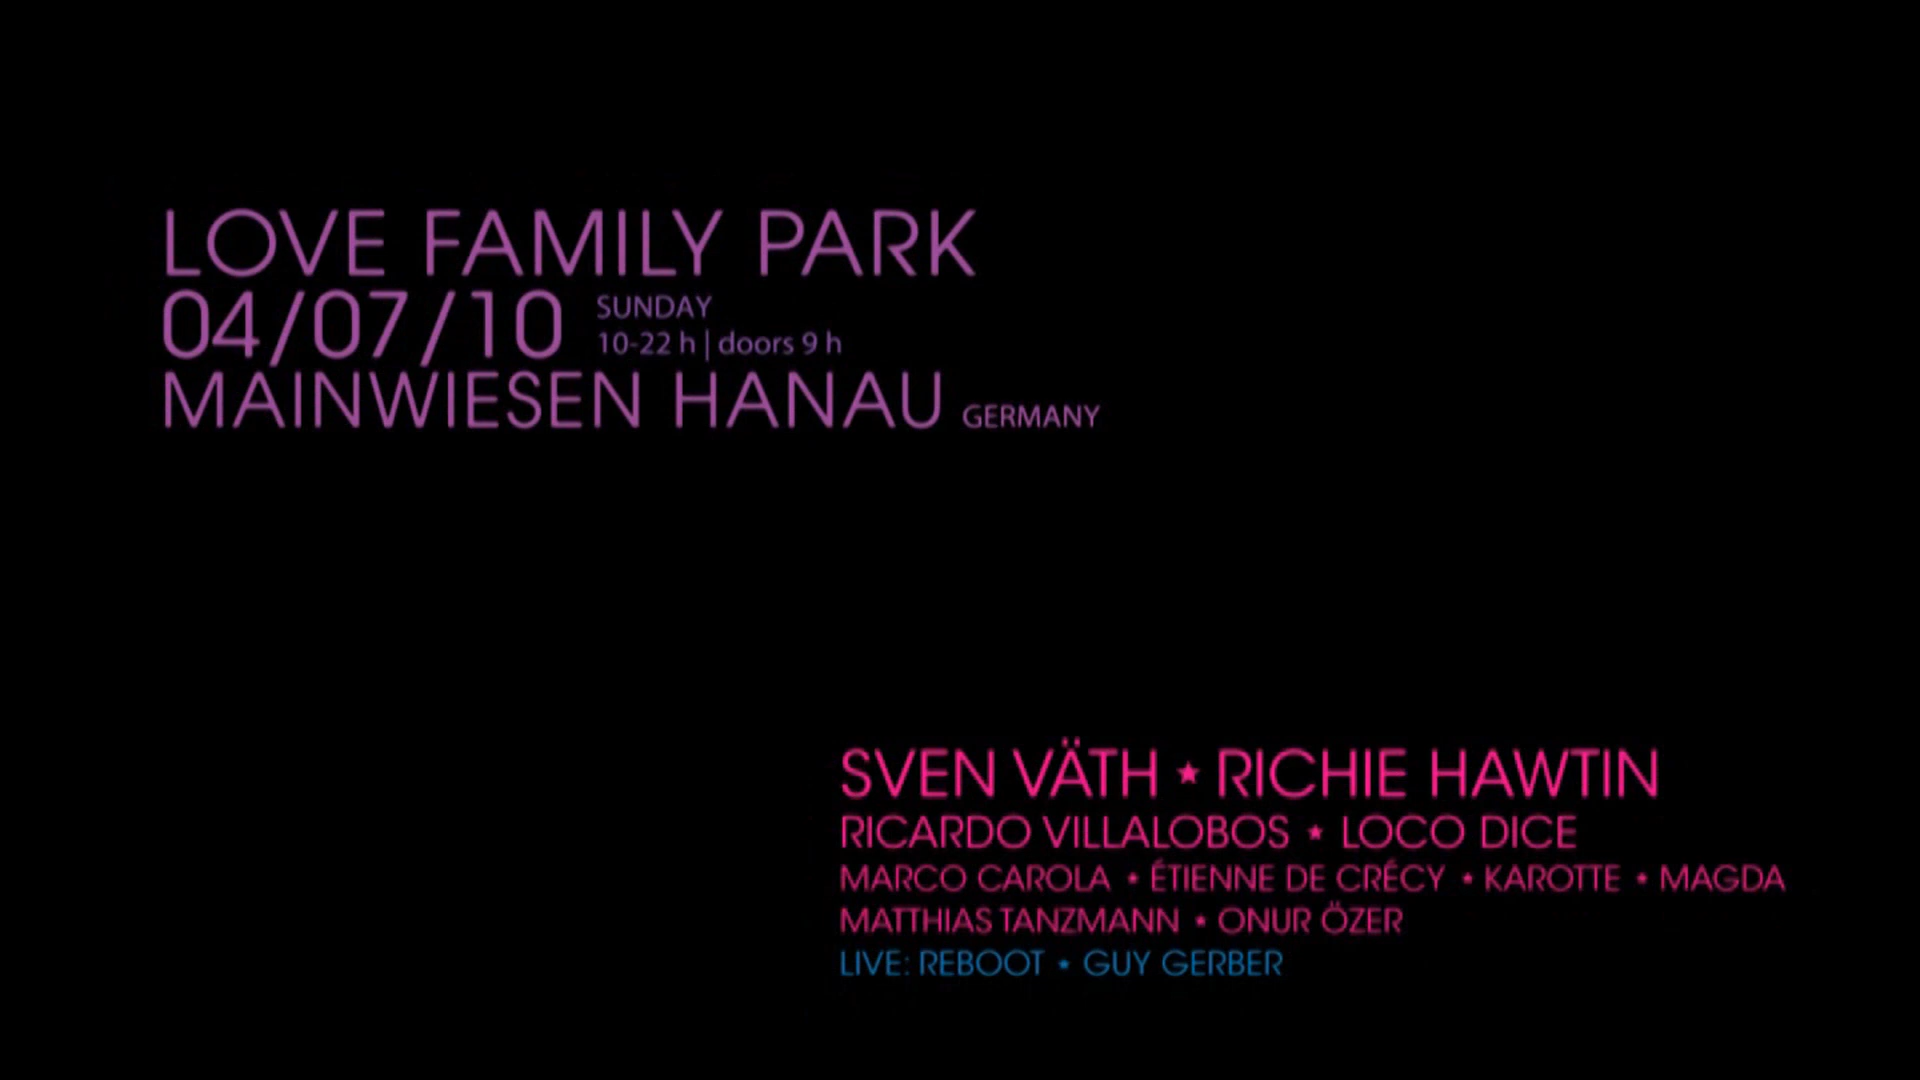 LOVE FAMILY PARK
04/07/10 SUNDAY
10-22 h | doors 9 h
MAINWIESEN HANAU GERMANY
SVEN VÄTH ★ RICHIE HAWTIN
RICARDO VILLALOBOS ★ LOCO DICE
MARCO CAROLA ★ ÉTIENNE DE CRÉCY ★ KAROTTE ★ MAGDA
MATTHIAS TANZMANN ★ ONUR ÖZER
LIVE: REBOOT ★ GUY GERBER